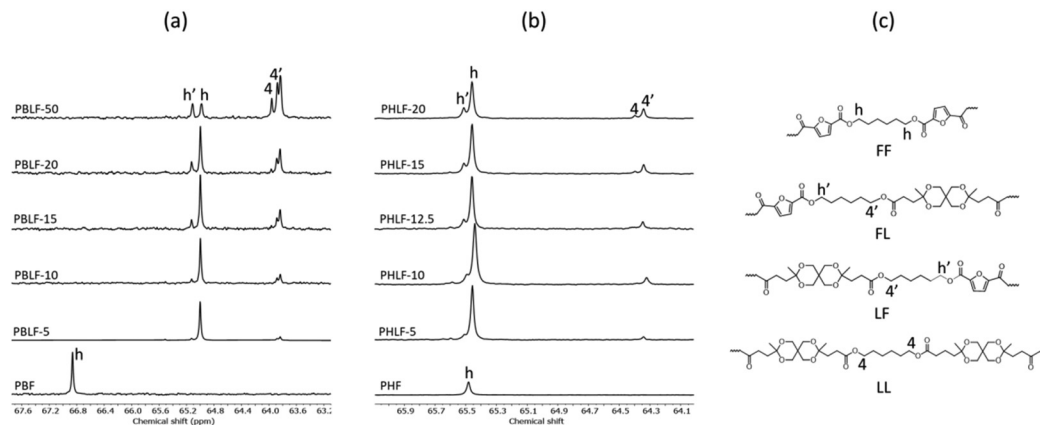 (a)
(b)
(c)
PBLF-50
h'
h
4
4'
PBLF-20
PBLF-15
PBLF-10
PBLF-5
PBF
h
67.6 67.2 66.8 66.4 66.0 65.6 65.2 64.8 64.4 64.0 63.6 63.2
Chemical shift (ppm)
PHLF-20
h'
h
4
4'
PHLF-15
PHLF-12.5
PHLF-10
PHLF-5
PHF
h
65.9 65.7 65.5 65.3 65.1 64.9 64.7 64.5 64.3 64.1
Chemical shift
h
h
O O O O O O
FF
h'
4'
O O O O O O O O O O
FL
h'
4'
O O O O O O O O O O
LF
4
4
O O O O O O O O O O O O O O
LL